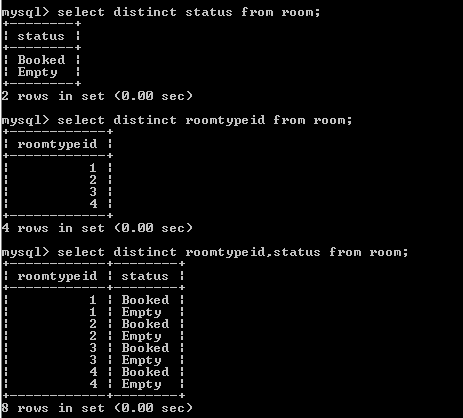 mysql> select distinct status from room;
+--------+
| status |
+--------+
| Booked |
| Empty  |
+--------+
2 rows in set (0.00 sec)

mysql> select distinct roomtypeid from room;
+------------+
| roomtypeid |
+------------+
|          1 |
|          2 |
|          3 |
|          4 |
+------------+
4 rows in set (0.00 sec)

mysql> select distinct roomtypeid,status from room;
+------------+--------+
| roomtypeid | status |
+------------+--------+
|          1 | Booked |
|          1 | Empty  |
|          2 | Booked |
|          2 | Empty  |
|          3 | Booked |
|          3 | Empty  |
|          4 | Booked |
|          4 | Empty  |
+------------+--------+
8 rows in set (0.00 sec)